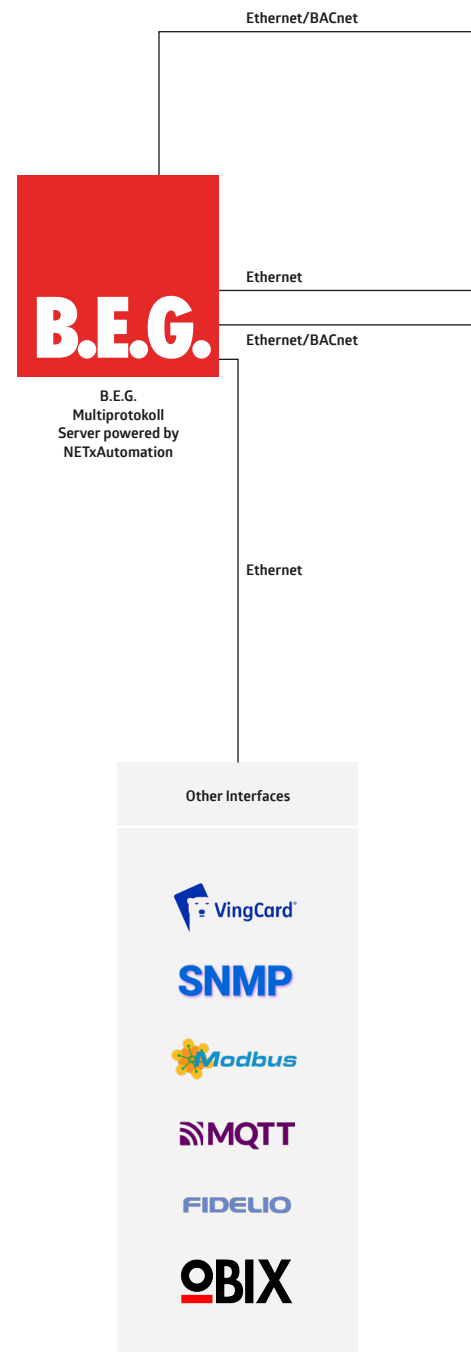 Ethernet/BACnet
B.E.G.
Ethernet
Ethernet/BACnet
B.E.G.
Multiprotokoll
Server powered by
NETxAutomation
Ethernet
Other Interfaces
VingCard®
SNMP
Modbus
MQTT
FIDELIO
OBIX